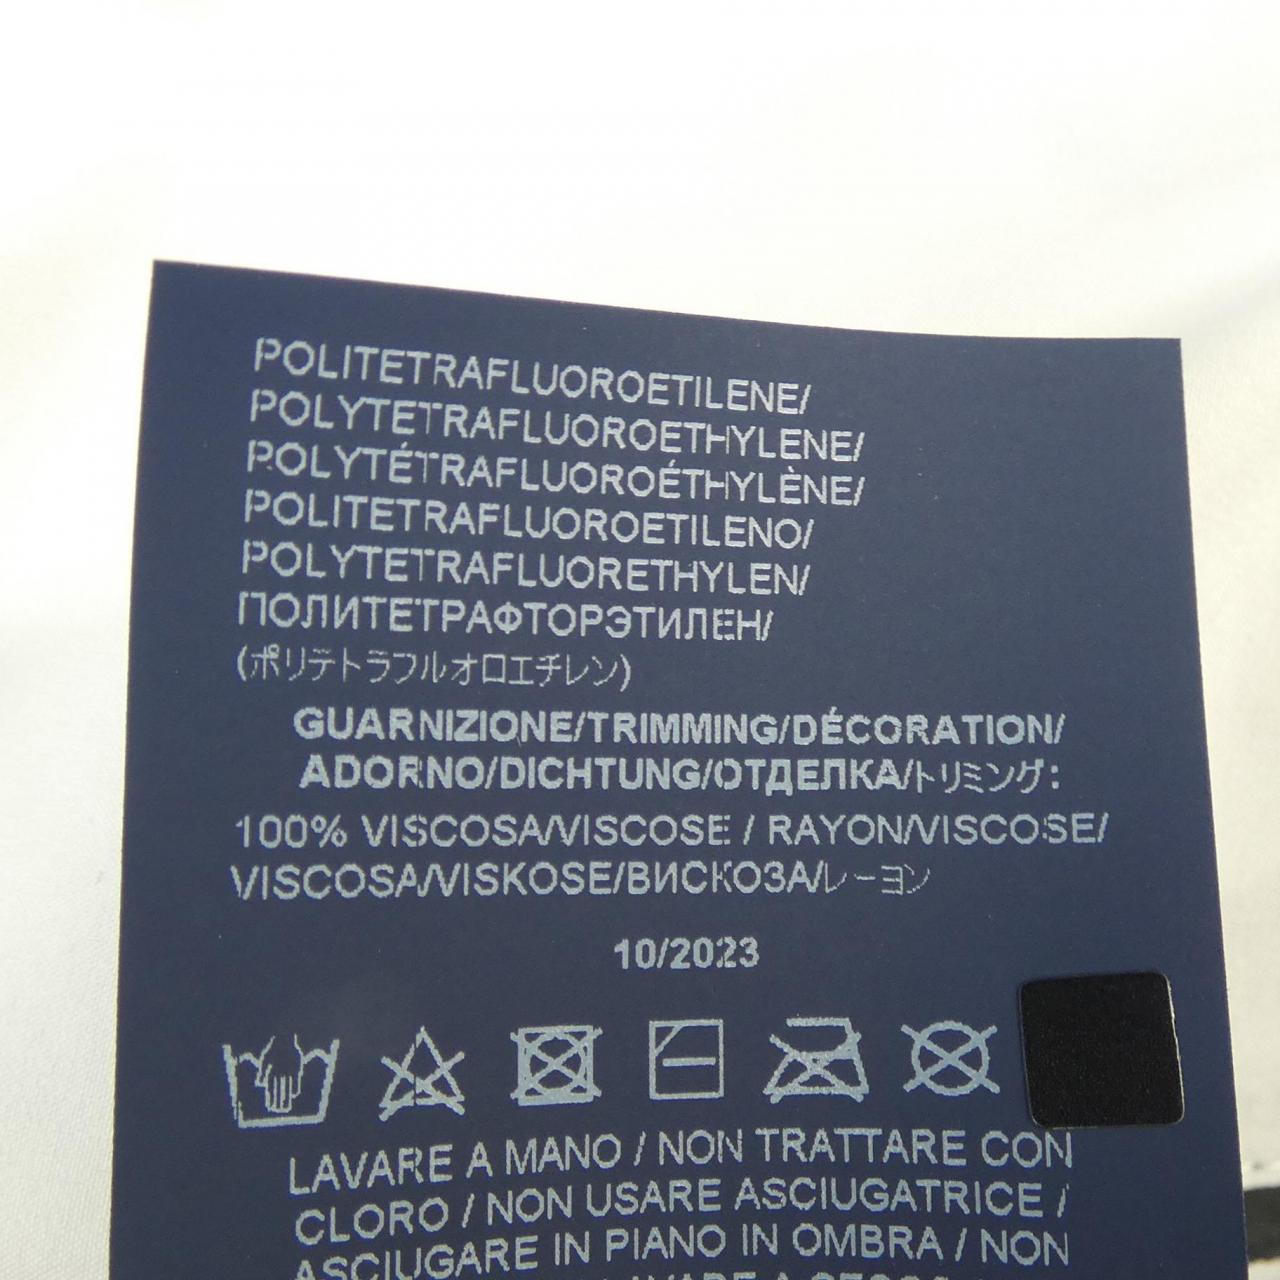 POLITETRAFLUOROETILENE/
POLYTETRAFLUOROETHYLENE/
POLYTÉTRAFLUOROÉTHYLÈNE/
POLITETRAFLUOROETILENO/
POLYTETRAFLUORETHYLEN/
ПОЛИТЕТРАФТОРЭТИЛЕН/
(ポリテトラフルオロエチレン)
GUARNIZIONE/TRIMMING/DÉCORATION/
ADORNO/DICHTUNG/ОТДЕЛКА/トリミング:
100% VISCOSA/VISCOSE / RAYON/VISCOSE/
VISCOSA/VISKOSE/ВИСКОЗА/レーヨン
10/2023
LAVARE A MANO / NON TRATTARE CON
CLORO / NON USARE ASCIUGATRICE /
ASCIUGARE IN PIANO IN OMBRA / NON
LAVARE A SECCO